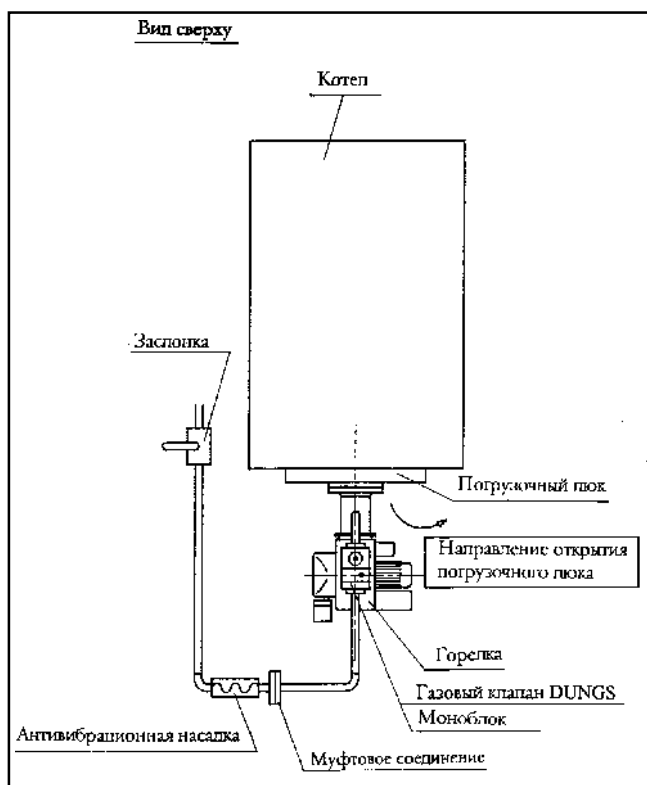 Вид сверху
Котел
Заслонка
Погрузочный люк
Направление открытия
погрузочного люка
Горелка
Газовый клапан DUNGS
Моноблок
Антивибрационная насадка
Муфтовое соединение